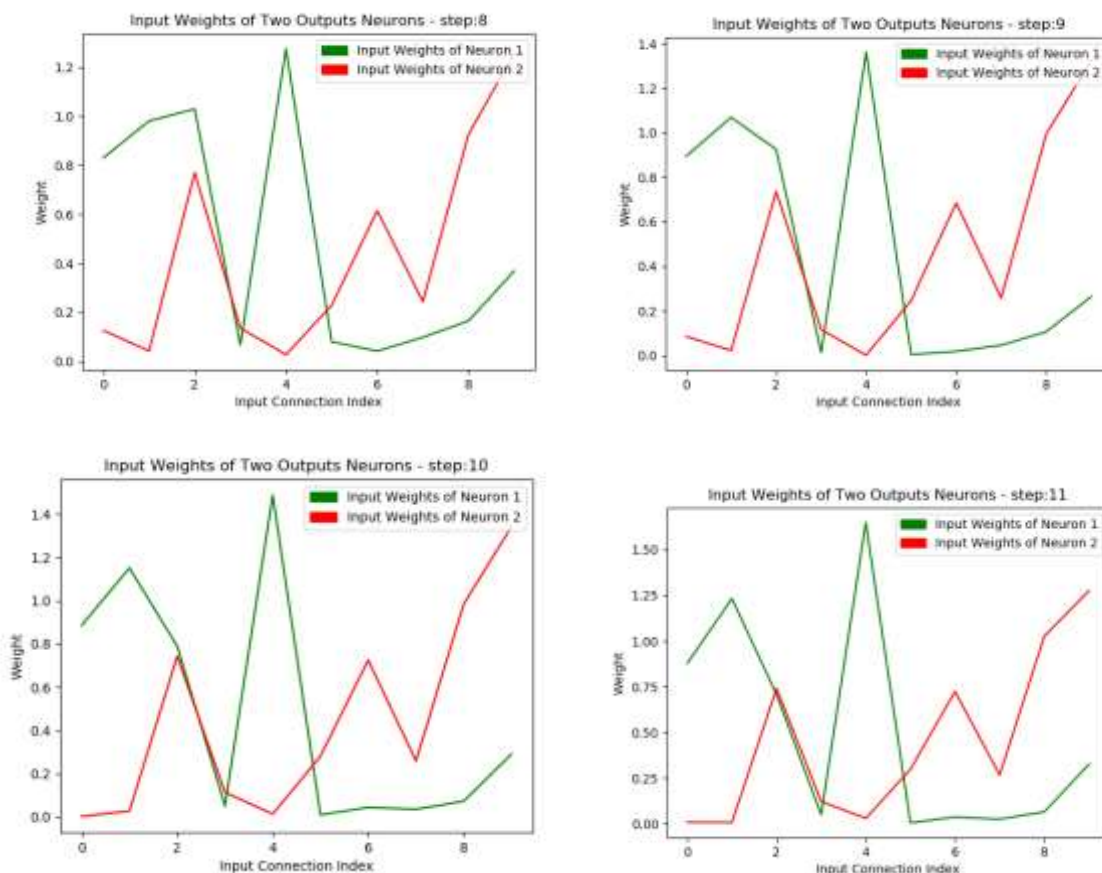 Input Weights of Two Outputs Neurons - step:8
Input Weights of Neuron 1
Input Weights of Neuron 2
Weight
1.2
1.0
0.8
0.6
0.4
0.2
0.0
0
2
4
6
8
Input Connection Index
Input Weights of Two Outputs Neurons - step:9
Input Weights of Neuron 1
Input Weights of Neuron 2
Weight
1.4
1.2
1.0
0.8
0.6
0.4
0.2
0.0
0
2
4
6
8
Input Connection Index
Input Weights of Two Outputs Neurons - step:10
Input Weights of Neuron 1
Input Weights of Neuron 2
Weight
1.4
1.2
1.0
0.8
0.6
0.4
0.2
0.0
0
2
4
6
8
Input Connection Index
Input Weights of Two Outputs Neurons - step:11
Input Weights of Neuron 1
Input Weights of Neuron 2
Weight
1.50
1.25
1.00
0.75
0.50
0.25
0.00
0
2
4
6
8
Input Connection Index